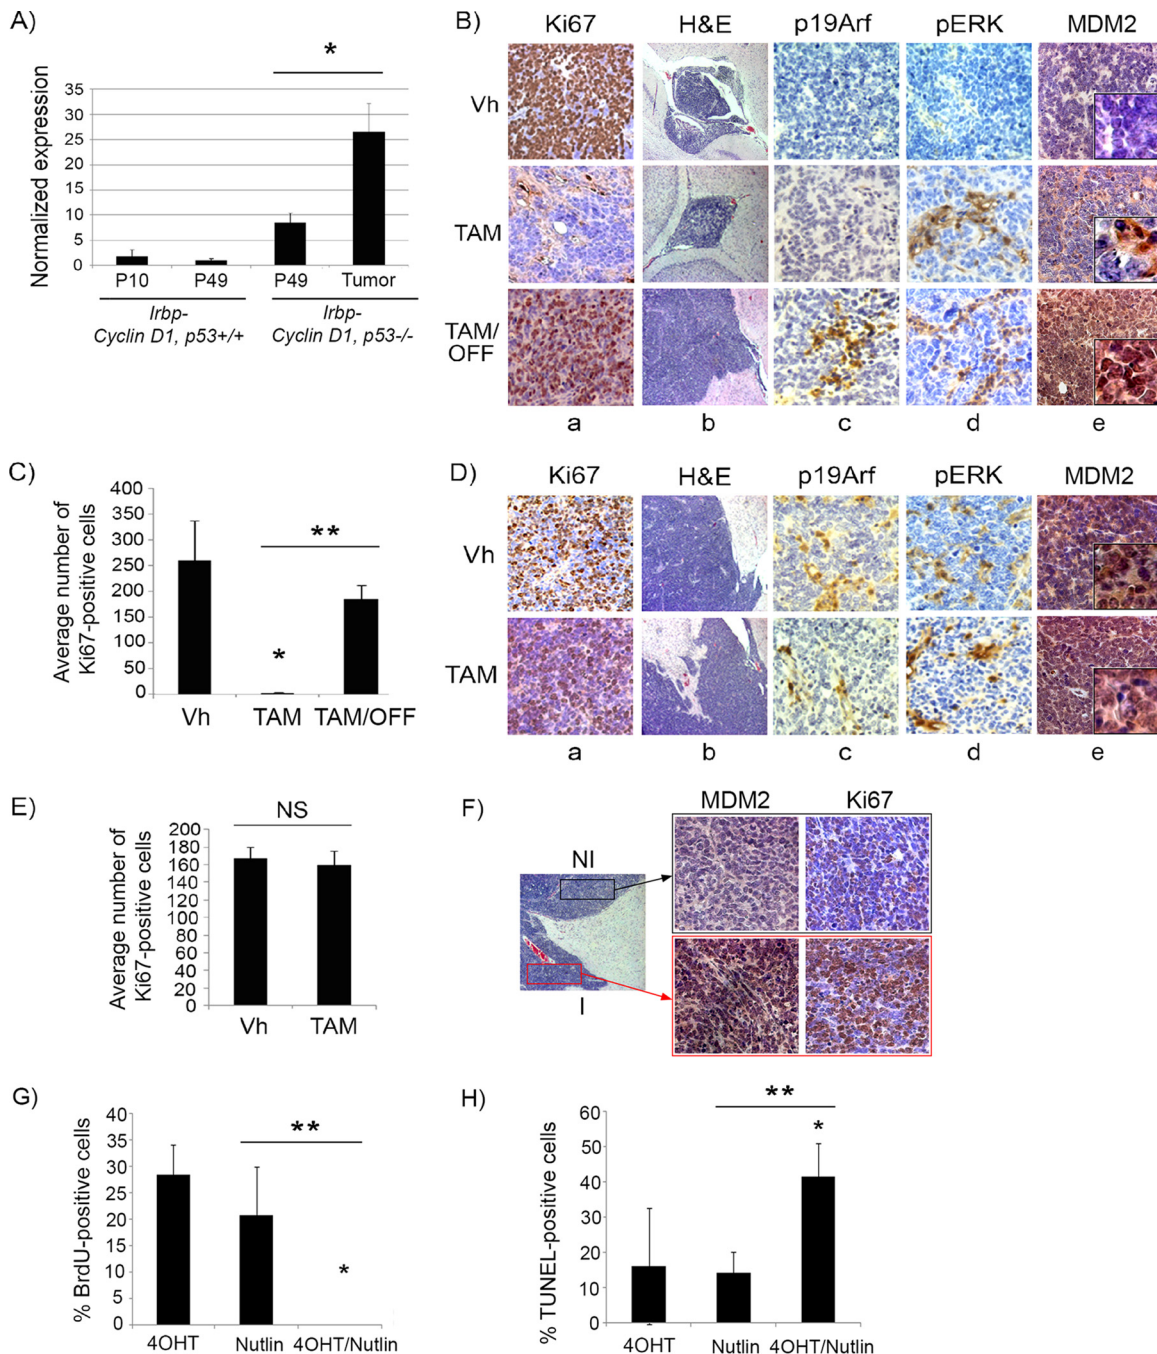 A)
Normalized expression
35
30
25
20
15
10
5
0
*
P10 P49 P49 Tumor
Irbp-
Cyclin D1, p53+/+
Irbp-
Cyclin D1, p53-/-
B)
Ki67 H&E p19Arf pERK MDM2
Vh
TAM
TAM/
OFF
a b c d e
C)
Average number of
Ki67-positive cells
400
350
300
250
200
150
100
50
0
**
*
Vh TAM TAM/OFF
D)
Ki67 H&E p19Arf pERK MDM2
Vh
TAM
a b c d e
E)
Average number of
Ki67-positive cells
200
180
160
140
120
100
80
60
40
20
0
NS
Vh TAM
F)
MDM2 Ki67
NI
I
G)
% BrdU-positive cells
40
35
30
25
20
15
10
5
0
**
*
4OHT Nutlin 4OHT/Nutlin
H)
% TUNEL-positive cells
60
50
40
30
20
10
0
**
*
4OHT Nutlin 4OHT/Nutlin